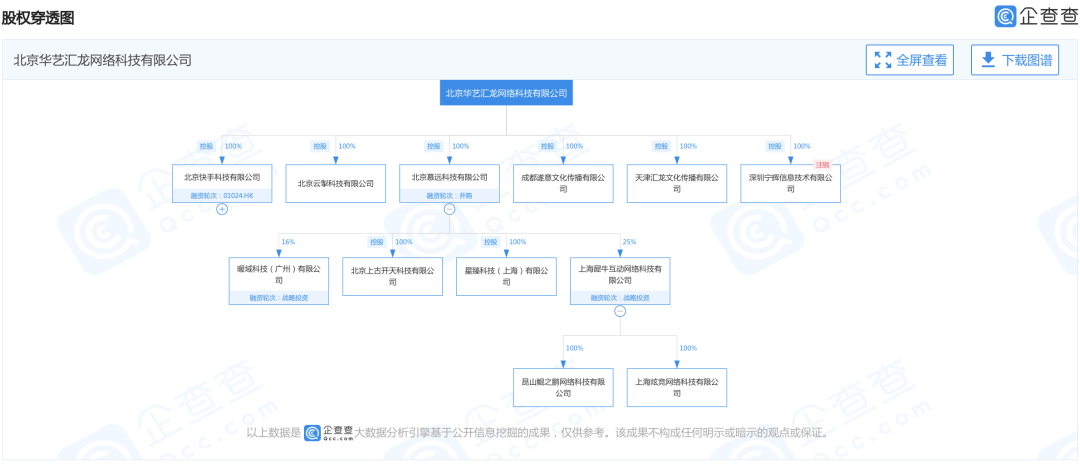 股权穿透图
企查查
北京华艺汇龙网络科技有限公司
全屏查看
下载图谱
北京华艺汇龙网络科技有限公司
控股 100%
控股 100%
控股 100%
控股 100%
控股 100%
控股 100%
注销
北京快手科技有限公司
融资轮次：01024.HK
北京云掣科技有限公司
北京慕远科技有限公司
融资轮次：并购
成都遂意文化传播有限公
司
天津汇龙文化传播有限公
司
深圳宁辉信息技术有限公
司
16%
控股 100%
控股 100%
25%
暖域科技（广州）有限公
司
融资轮次：战略投资
北京上古开天科技有限公
司
星臻科技（上海）有限公
司
上海犀牛互动网络科技有
限公司
融资轮次：战略投资
100%
100%
昆山鲲之鹏网络科技有限
公司
上海炫竞网络科技有限公
司
以上数据是 企查查 Qcc.com 大数据分析引擎基于公开信息挖掘的成果，仅供参考。该成果不构成任何明示或暗示的观点或保证。